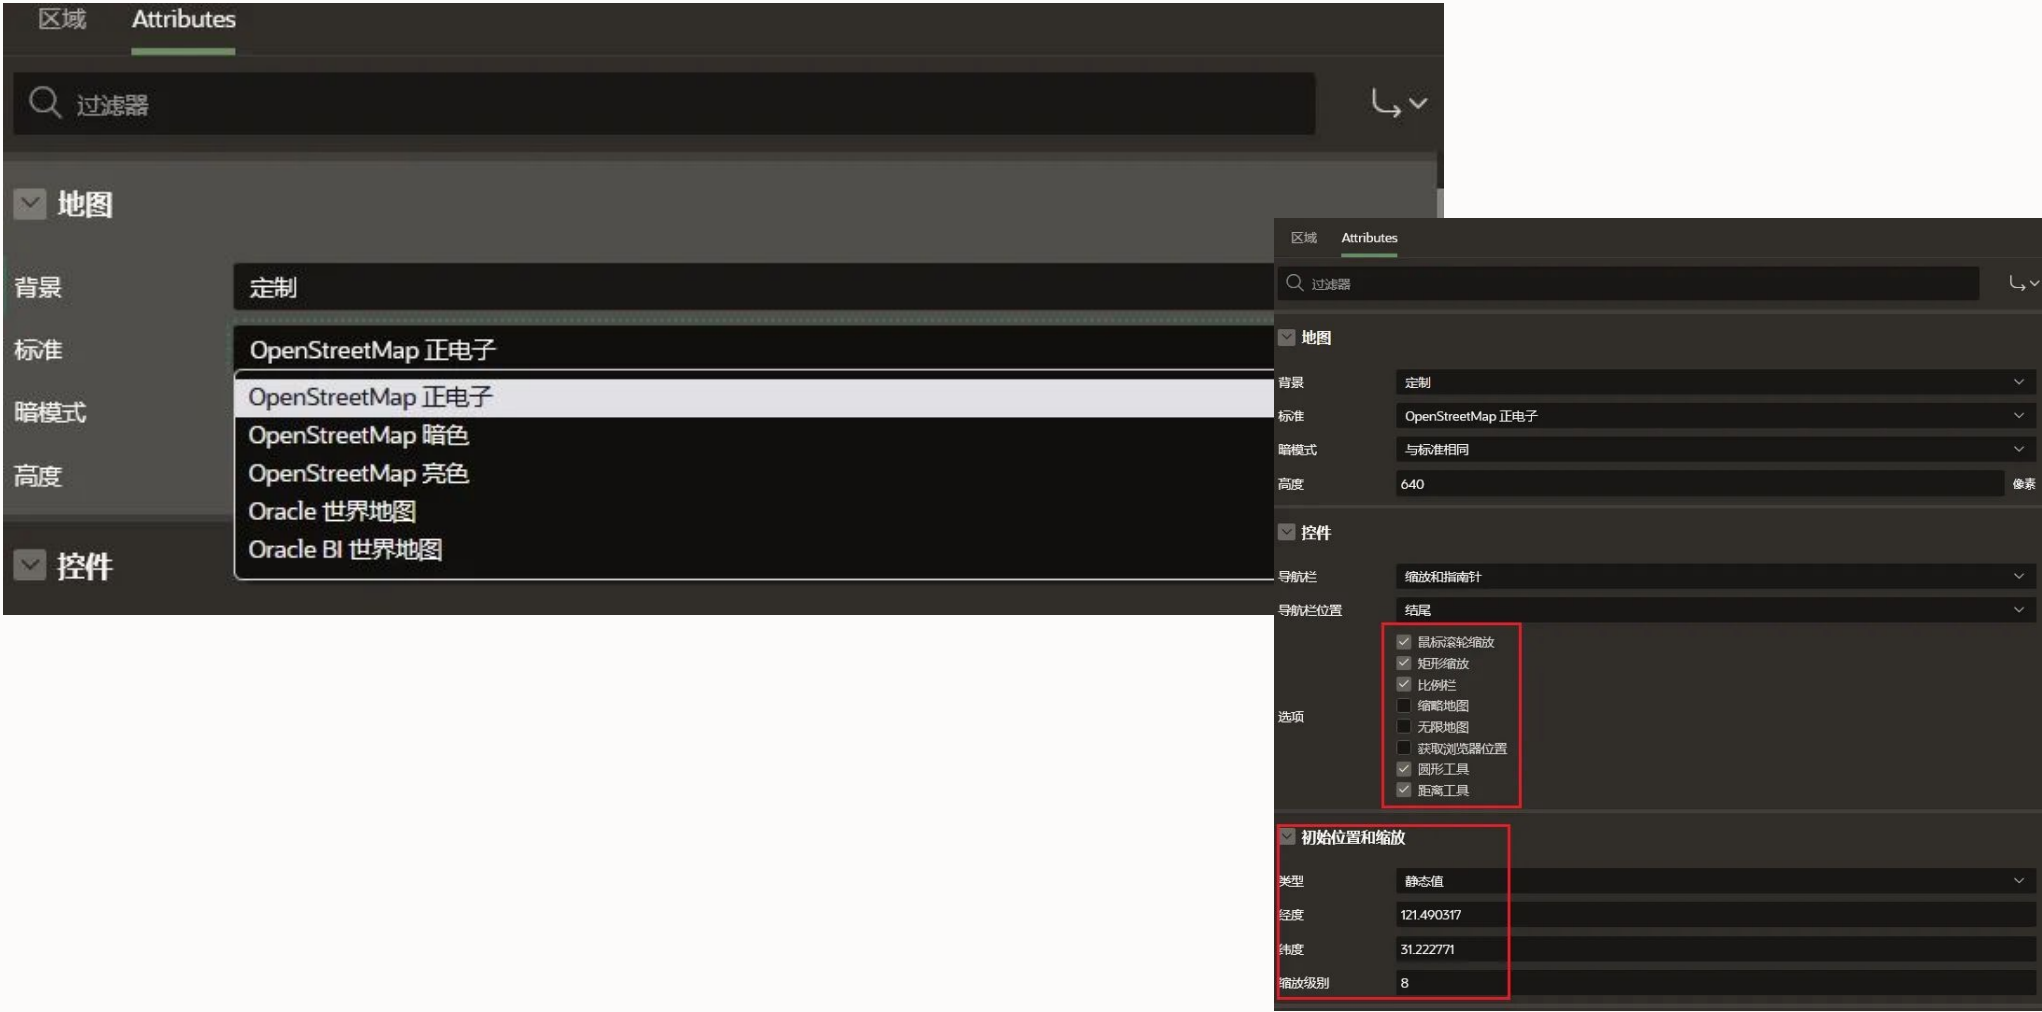 区域 Attributes
过滤器
地图
背景 定制
标准 OpenStreetMap 正电子
OpenStreetMap 正电子
暗模式
OpenStreetMap 暗色
高度
OpenStreetMap 亮色
Oracle 世界地图
Oracle BI 世界地图
控件
区域 Attributes
过滤器
地图
背景 定制
标准 OpenStreetMap 正电子
暗模式 与标准相同
高度 640 像素
控件
导航栏 缩放和指南针
导航栏位置 结尾
选项
鼠标滚轮缩放
矩形缩放
比例栏
缩略地图
无限地图
获取浏览器位置
圆形工具
距离工具
初始位置和缩放
类型 静态值
经度 121.490317
纬度 31.222771
缩放级别 8